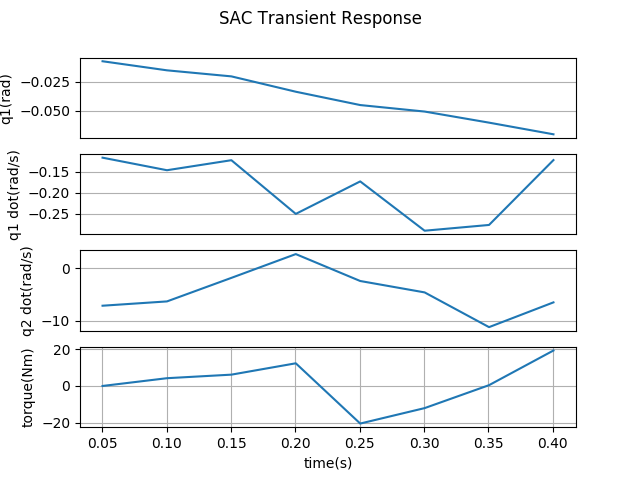 SAC Transient Response
q1(rad)
−0.025
−0.050
q1 dot(rad/s)
−0.15
−0.20
−0.25
q2 dot(rad/s)
0
−10
torque(Nm)
20
0
−20
0.05 0.10 0.15 0.20 0.25 0.30 0.35 0.40
time(s)